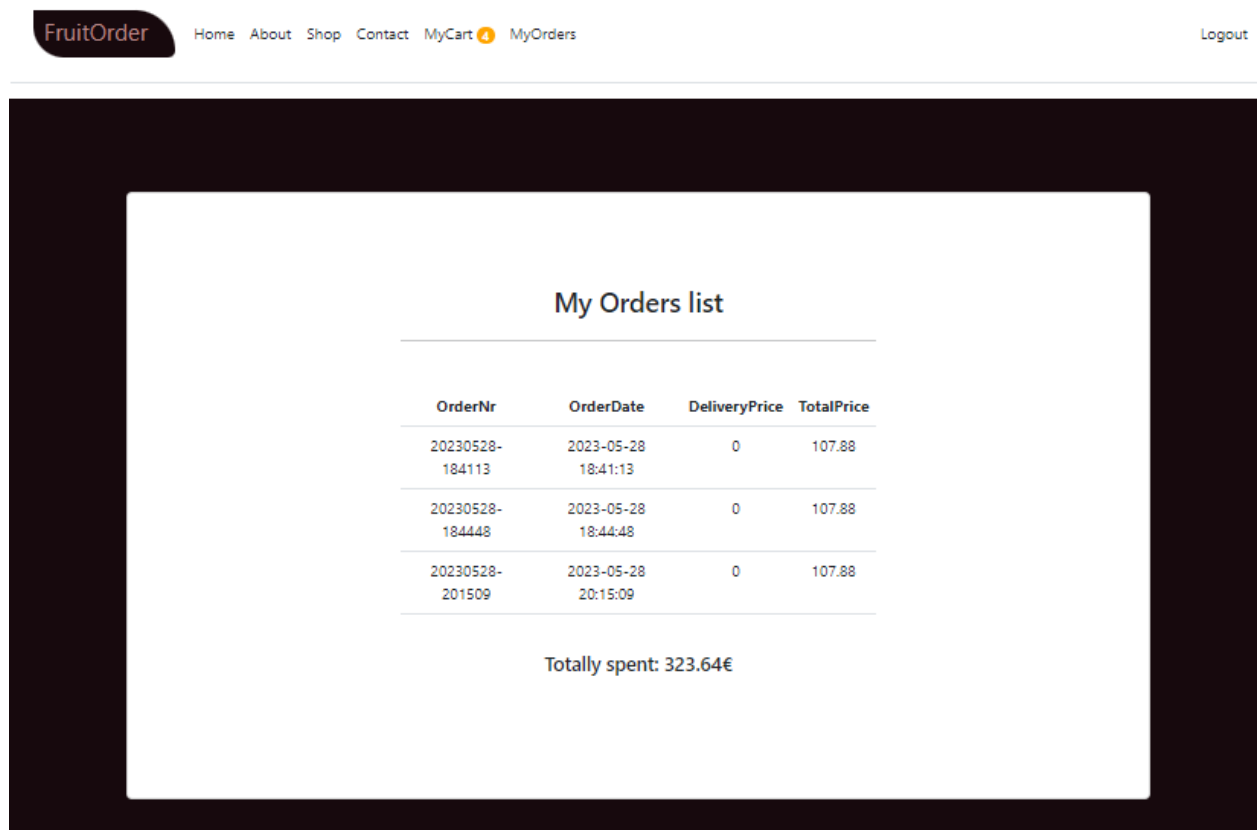 FruitOrder Home About Shop Contact MyCart 4 MyOrders Logout
My Orders list
OrderNr OrderDate DeliveryPrice TotalPrice
20230528- 2023-05-28 0 107.88
184113 18:41:13
20230528- 2023-05-28 0 107.88
184448 18:44:48
20230528- 2023-05-28 0 107.88
201509 20:15:09
Totally spent: 323.64€